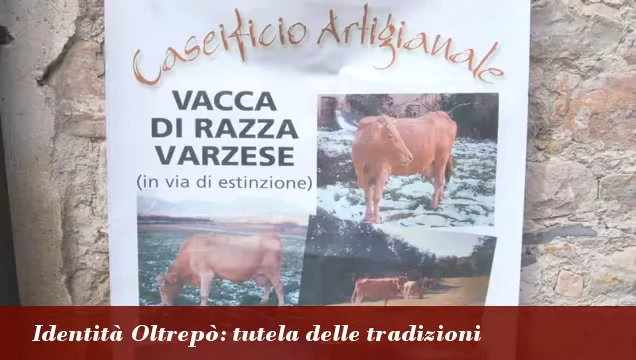 Caseificio Artigianale
VACCA
DI RAZZA
VARZESE
(in via di estinzione)
Identità Oltrepò: tutela delle tradizioni